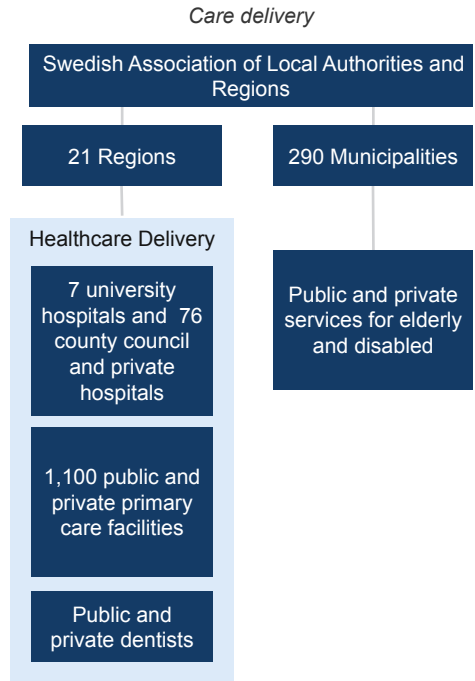 Care delivery
Swedish Association of Local Authorities and
Regions
21 Regions
290 Municipalities
Healthcare Delivery
7 university
hospitals and 76
county council
and private
hospitals
Public and private
services for elderly
and disabled
1,100 public and
private primary
care facilities
Public and
private dentists